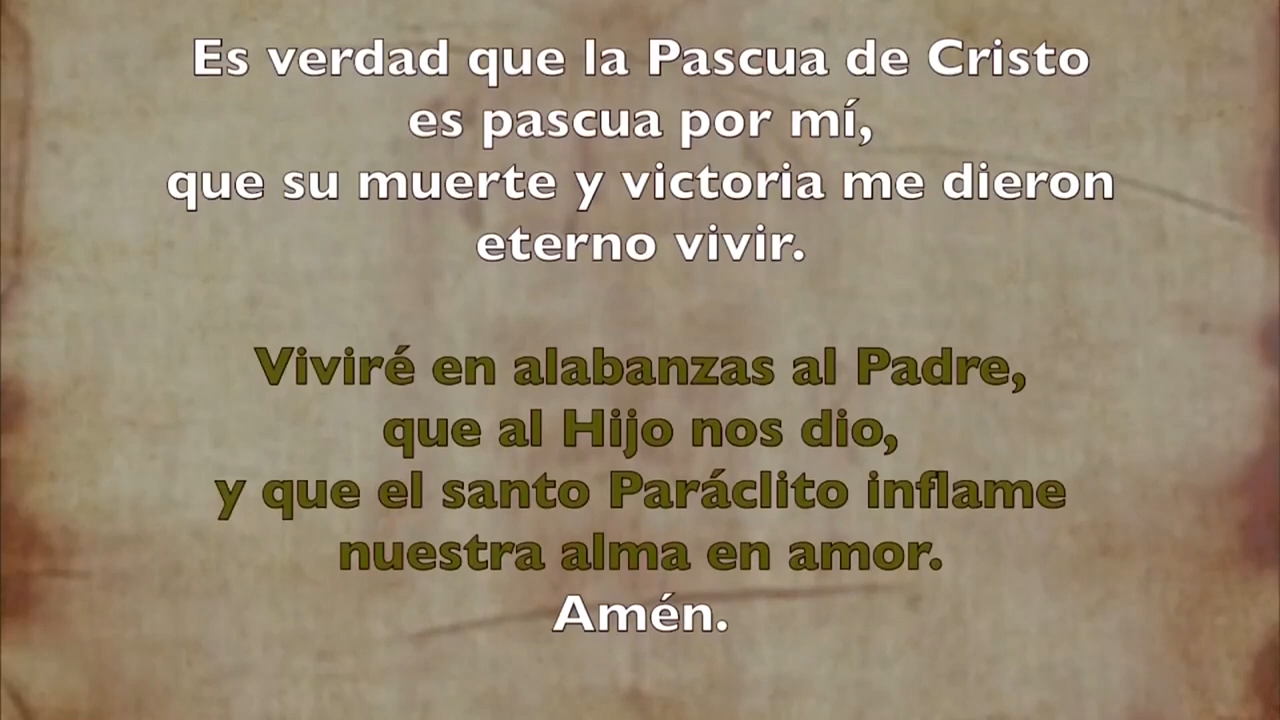 Es verdad que la Pascua de Cristo
es pascua por mí,
que su muerte y victoria me dieron
eterno vivir.
Viviré en alabanzas al Padre,
que al Hijo nos dio,
y que el santo Paráclito inflame
nuestra alma en amor.
Amén.